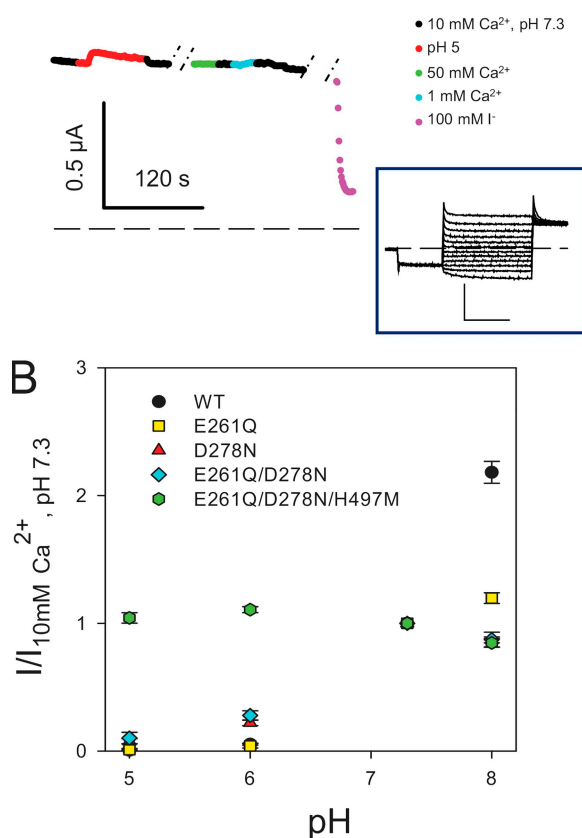 10 mM Ca²⁺, pH 7.3
pH 5
50 mM Ca²⁺
1 mM Ca²⁺
100 mM I⁻
0.5 µA
120 s
B
3
2
1
0
WT
E261Q
D278N
E261Q/D278N
E261Q/D278N/H497M
I/I10mM Ca²⁺, pH 7.3
5
6
7
8
pH